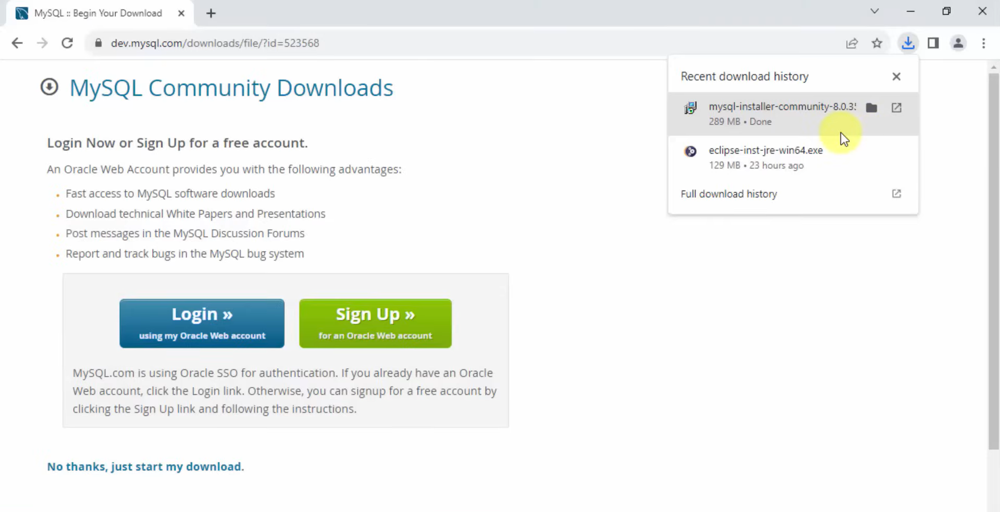 MySQL :: Begin Your Download
dev.mysql.com/downloads/file/?id=523568
MySQL Community Downloads
Login Now or Sign Up for a free account.
An Oracle Web Account provides you with the following advantages:
Fast access to MySQL software downloads
Download technical White Papers and Presentations
Post messages in the MySQL Discussion Forums
Report and track bugs in the MySQL bug system
Login »
using my Oracle Web account
Sign Up »
for an Oracle Web account
MySQL.com is using Oracle SSO for authentication. If you already have an Oracle
Web account, click the Login link. Otherwise, you can signup for a free account by
clicking the Sign Up link and following the instructions.
No thanks, just start my download.
Recent download history
mysql-installer-community-8.0.3
289 MB • Done
eclipse-inst-jre-win64.exe
129 MB • 23 hours ago
Full download history